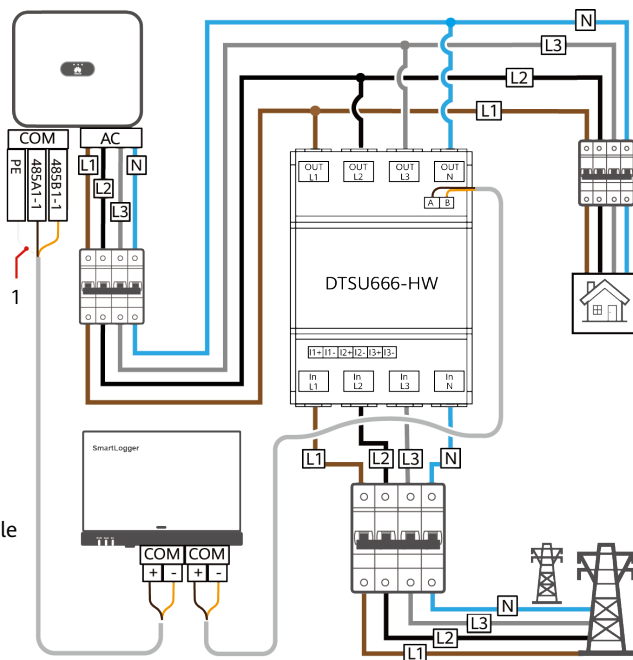 N
L3
L2
L1
COM
AC
PE
485A1-1
485B1-1
L1
N
L2
L3
OUT
L1
OUT
L2
OUT
L3
OUT
N
A B
1
DTSU666-HW
I1+ I1- I2+ I2- I3+ I3-
In
L1
In
L2
In
L3
In
N
SmartLogger
L1
L2
L3
N
le
COM COM
+ - + -
N
L3
L2
L1